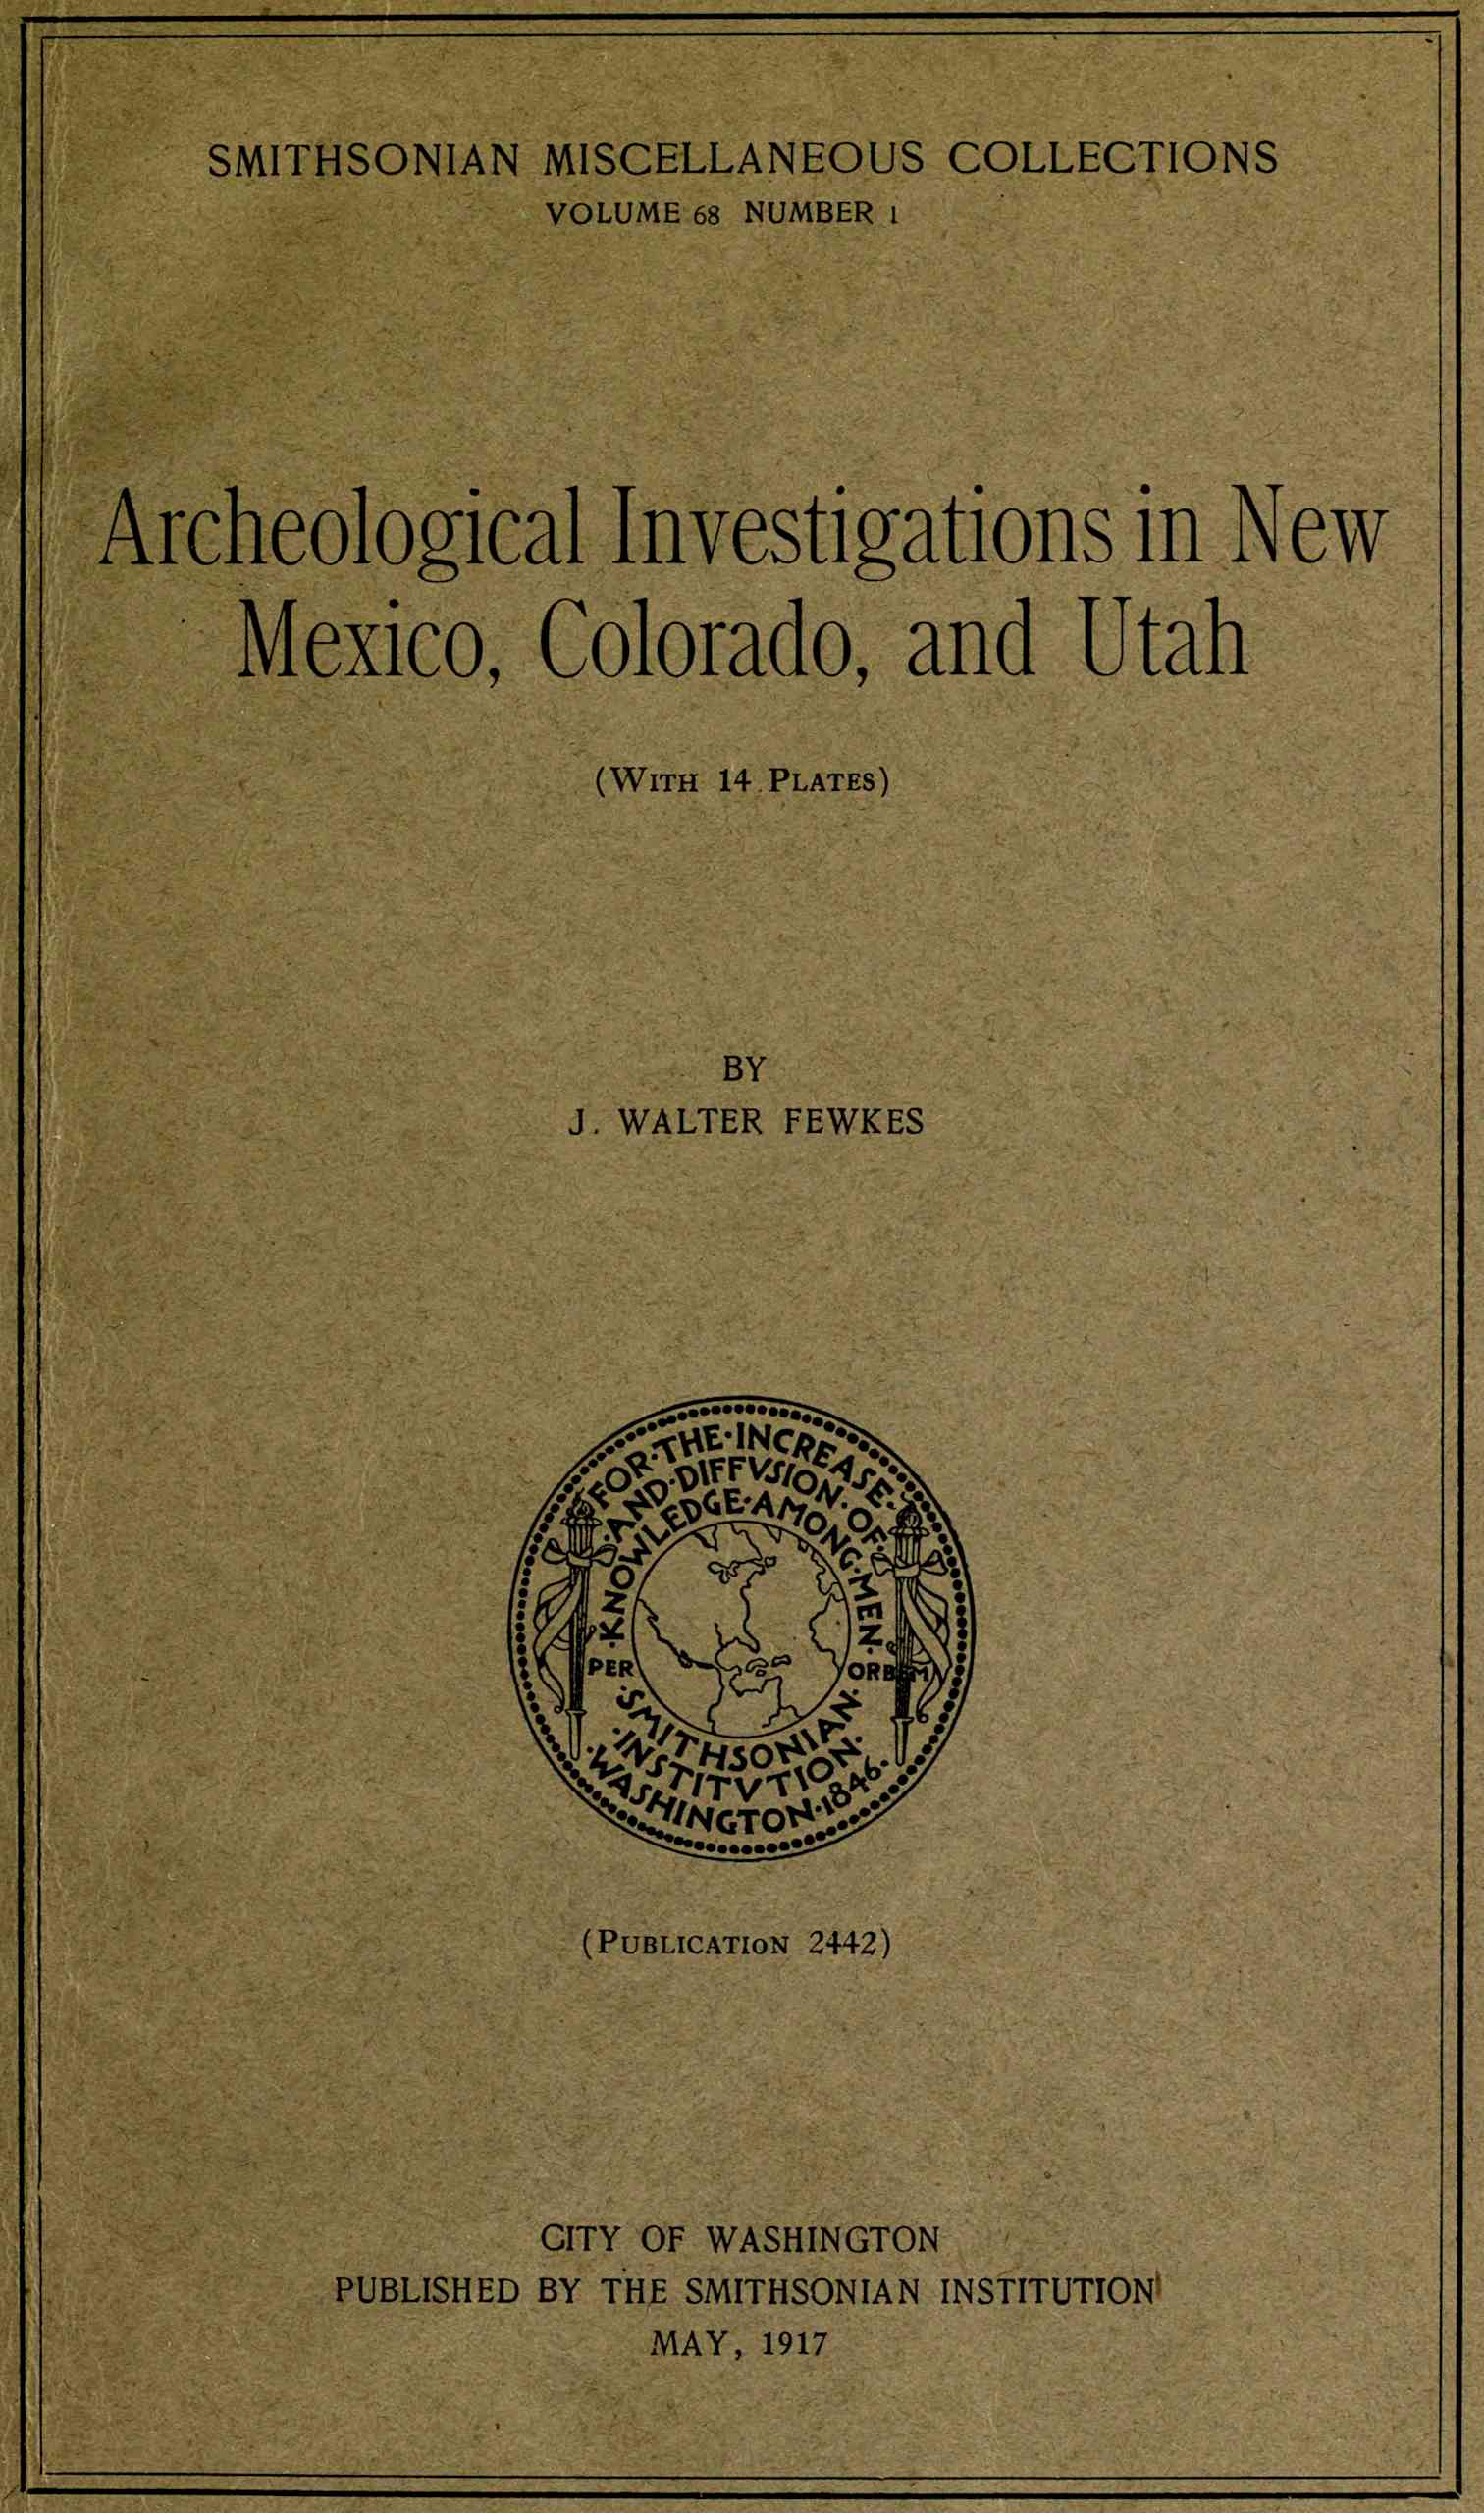 SMITHSONIAN MISCELLANEOUS COLLECTIONS
VOLUME 68 NUMBER 1
Archeological Investigations in New
Mexico, Colorado, and Utah
(WITH 14 PLATES)
BY
J. WALTER FEWKES
FOR·THE·INCREASE·
·AND·DIFFVSION·OF·
·KNOWLEDGE·AMONG·MEN·
PER ORBEM
·SMITHSONIAN·
·INSTITVTION·
·WASHINGTON·1846·
(PUBLICATION 2442)
CITY OF WASHINGTON
PUBLISHED BY THE SMITHSONIAN INSTITUTION
MAY, 1917